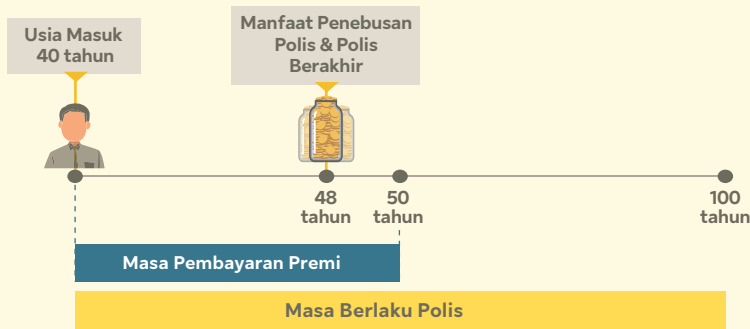 Usia Masuk
40 tahun
Manfaat Penebusan
Polis & Polis
Berakhir
48
tahun
50
tahun
100
tahun
Masa Pembayaran Premi
Masa Berlaku Polis